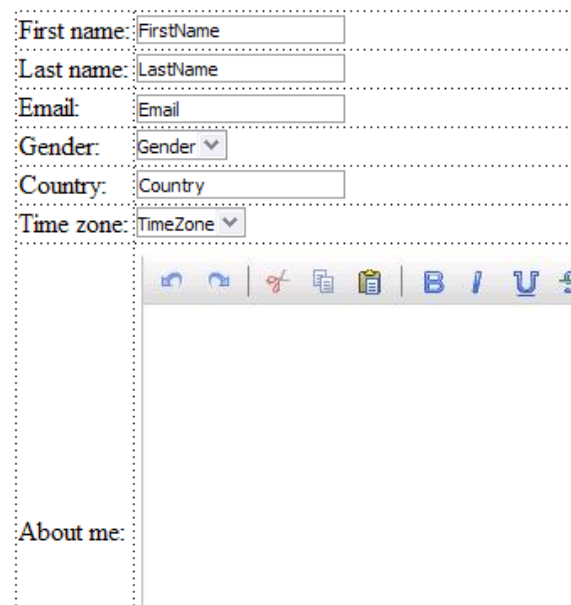 First name: FirstName
Last name: LastName
Email: Email
Gender: Gender
Country: Country
Time zone: TimeZone
B I U S
About me: